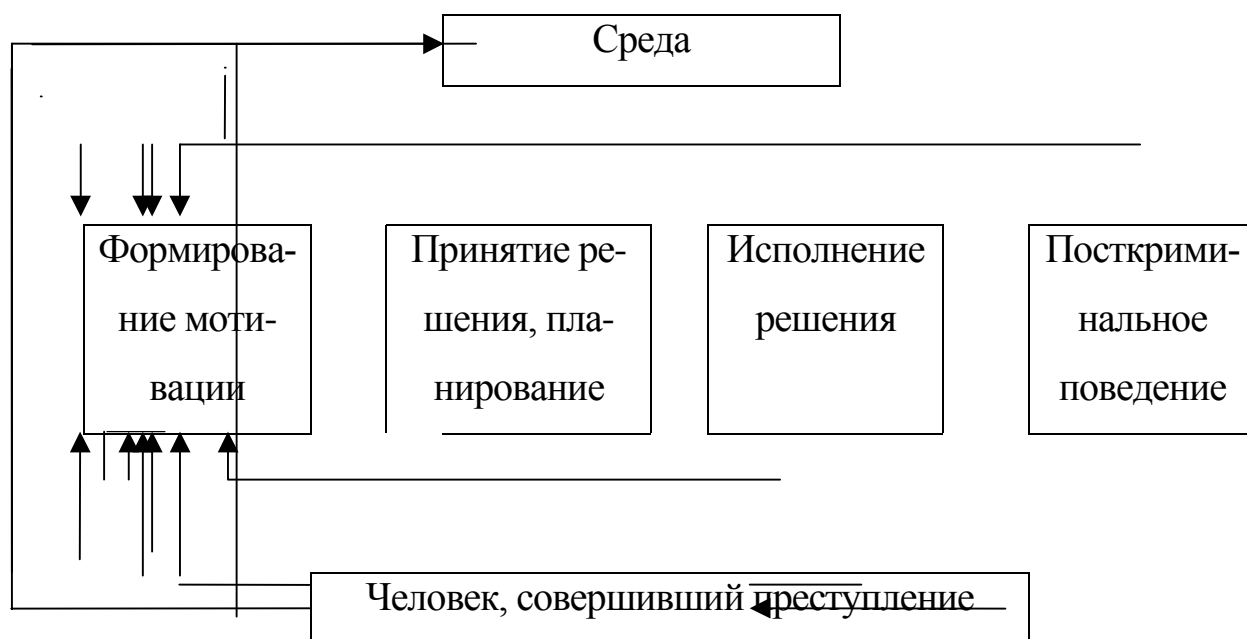 Среда
Формирова-
ние моти-
вации
Принятие ре-
шения, пла-
нирование
Исполнение
решения
Посткрими-
нальное
поведение
Человек, совершивший преступление